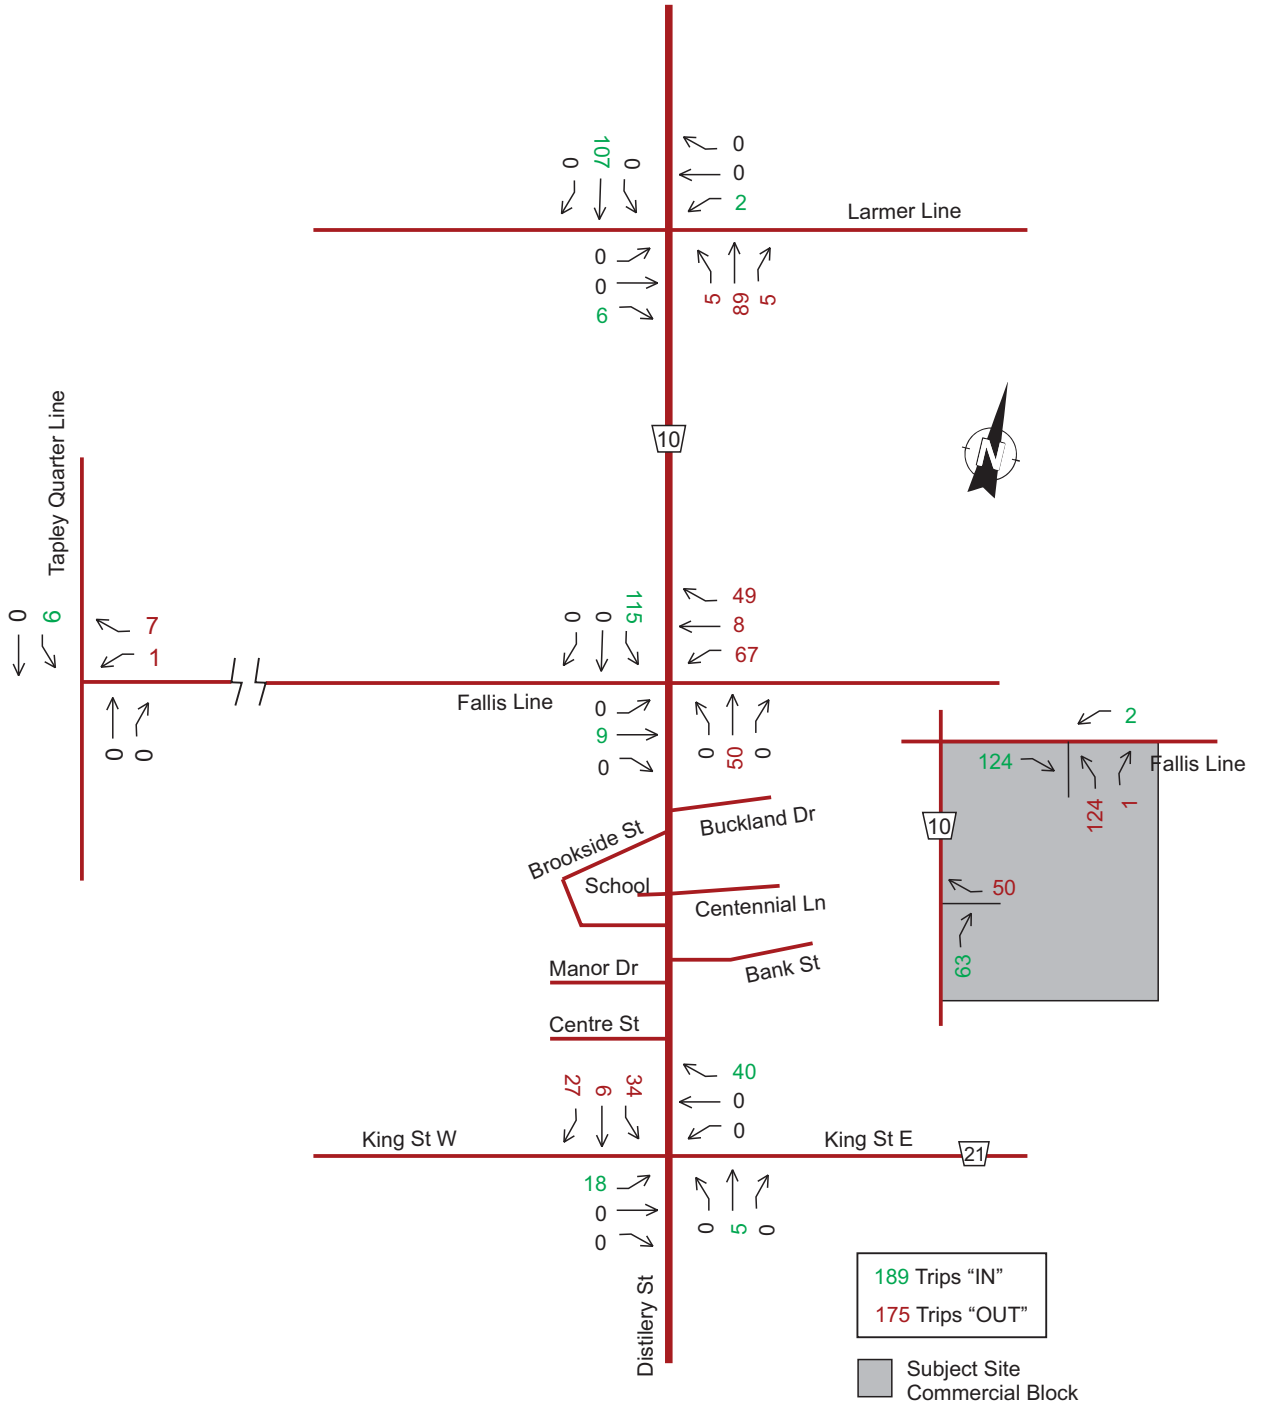 0
107
0
0
0
2
Larmer Line
0
0
6
5
89
5
10
N
Tapley Quarter Line
0
6
7
1
0
0
0
0
115
49
8
67
Fallis Line
0
9
0
0
50
0
2
124
124
1
Fallis Line
10
50
63
Buckland Dr
Brookside St
School
Centennial Ln
Bank St
Manor Dr
Centre St
27
6
34
40
0
0
King St W
King St E
21
18
0
0
0
5
0
Distilery St
189 Trips “IN”
175 Trips “OUT”
Subject Site
Commercial Block